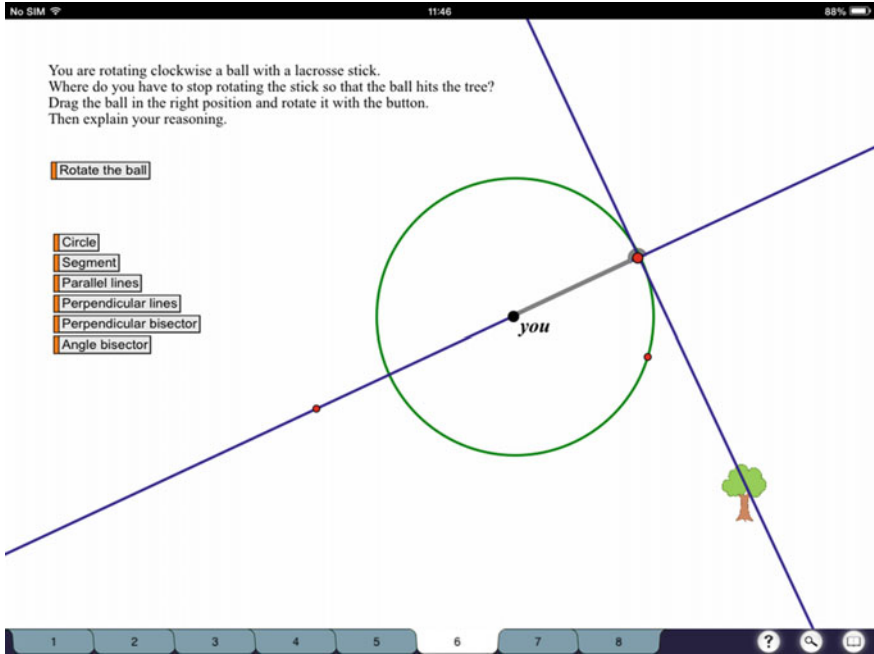 No SIM 11:46 88%
You are rotating clockwise a ball with a lacrosse stick.
Where do you have to stop rotating the stick so that the ball hits the tree?
Drag the ball in the right position and rotate it with the button.
Then explain your reasoning.
Rotate the ball
Circle
Segment
Parallel lines
Perpendicular lines
Perpendicular bisector
Angle bisector
you
1 2 3 4 5 6 7 8 ?